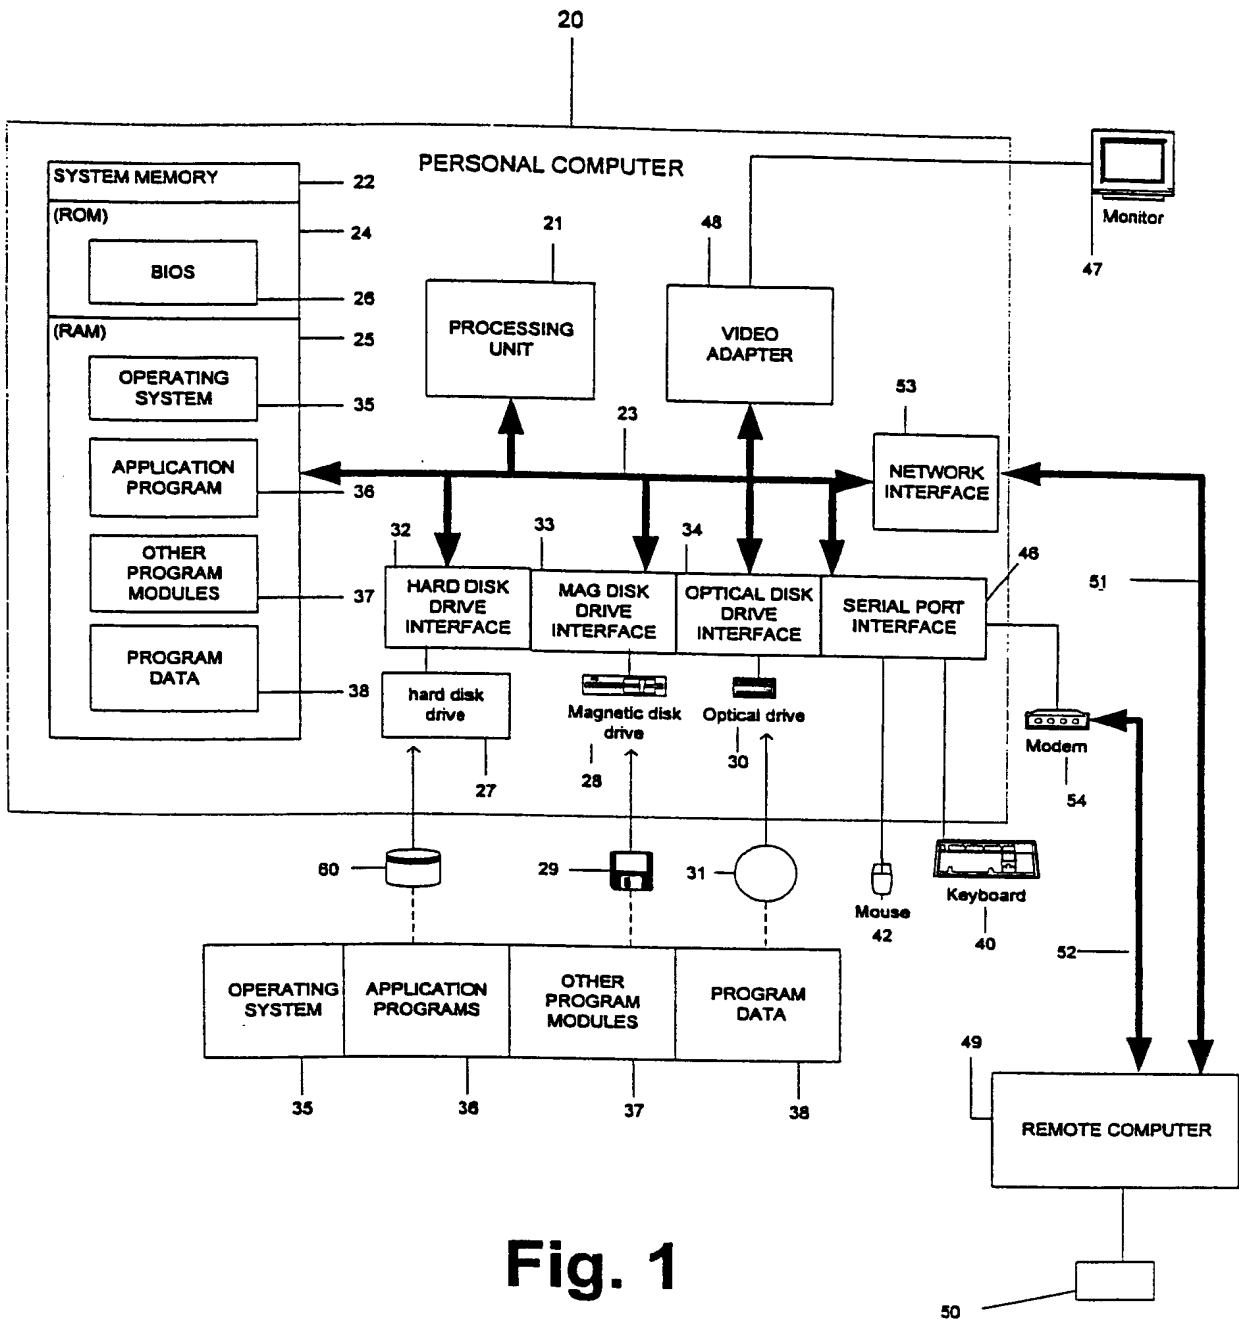 20
PERSONAL COMPUTER
SYSTEM MEMORY
22
(ROM)
24
BIOS
26
(RAM)
25
OPERATING
SYSTEM
35
APPLICATION
PROGRAM
36
OTHER
PROGRAM
MODULES
37
PROGRAM
DATA
38
21
PROCESSING
UNIT
48
VIDEO
ADAPTER
Monitor
47
23
53
NETWORK
INTERFACE
32
HARD DISK
DRIVE
INTERFACE
33
MAG DISK
DRIVE
INTERFACE
34
OPTICAL DISK
DRIVE
INTERFACE
46
SERIAL PORT
INTERFACE
51
hard disk
drive
27
Magnetic disk
drive
28
Optical drive
30
Modem
54
60
29
31
Mouse
42
Keyboard
40
52
OPERATING
SYSTEM
APPLICATION
PROGRAMS
OTHER
PROGRAM
MODULES
PROGRAM
DATA
35
36
37
38
49
REMOTE COMPUTER
50
Fig. 1